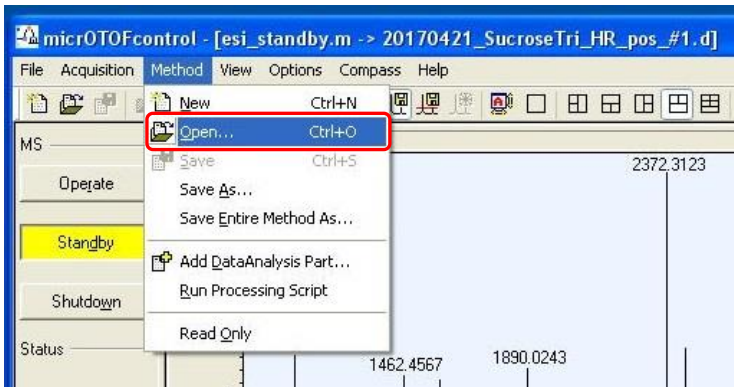 micrOTOFcontrol - [esi_standby.m -> 20170421_SucroseTri_HR_pos_#1.d]
File Acquisition Method View Options Compass Help
New Ctrl+N
Open... Ctrl+O
Save Ctrl+S
Save As...
Save Entire Method As...
Add DataAnalysis Part...
Run Processing Script
Read Only
MS
Operate
Standby
Shutdown
Status
2372.3123
1462.4567
1890.0243